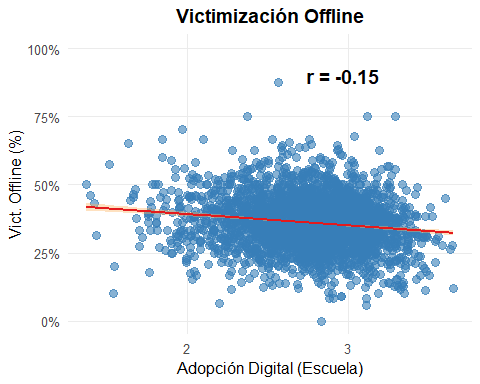 Victimización Offline
100%
r = -0.15
75%
50%
25%
0%
Vict. Offline (%)
2
3
Adopción Digital (Escuela)